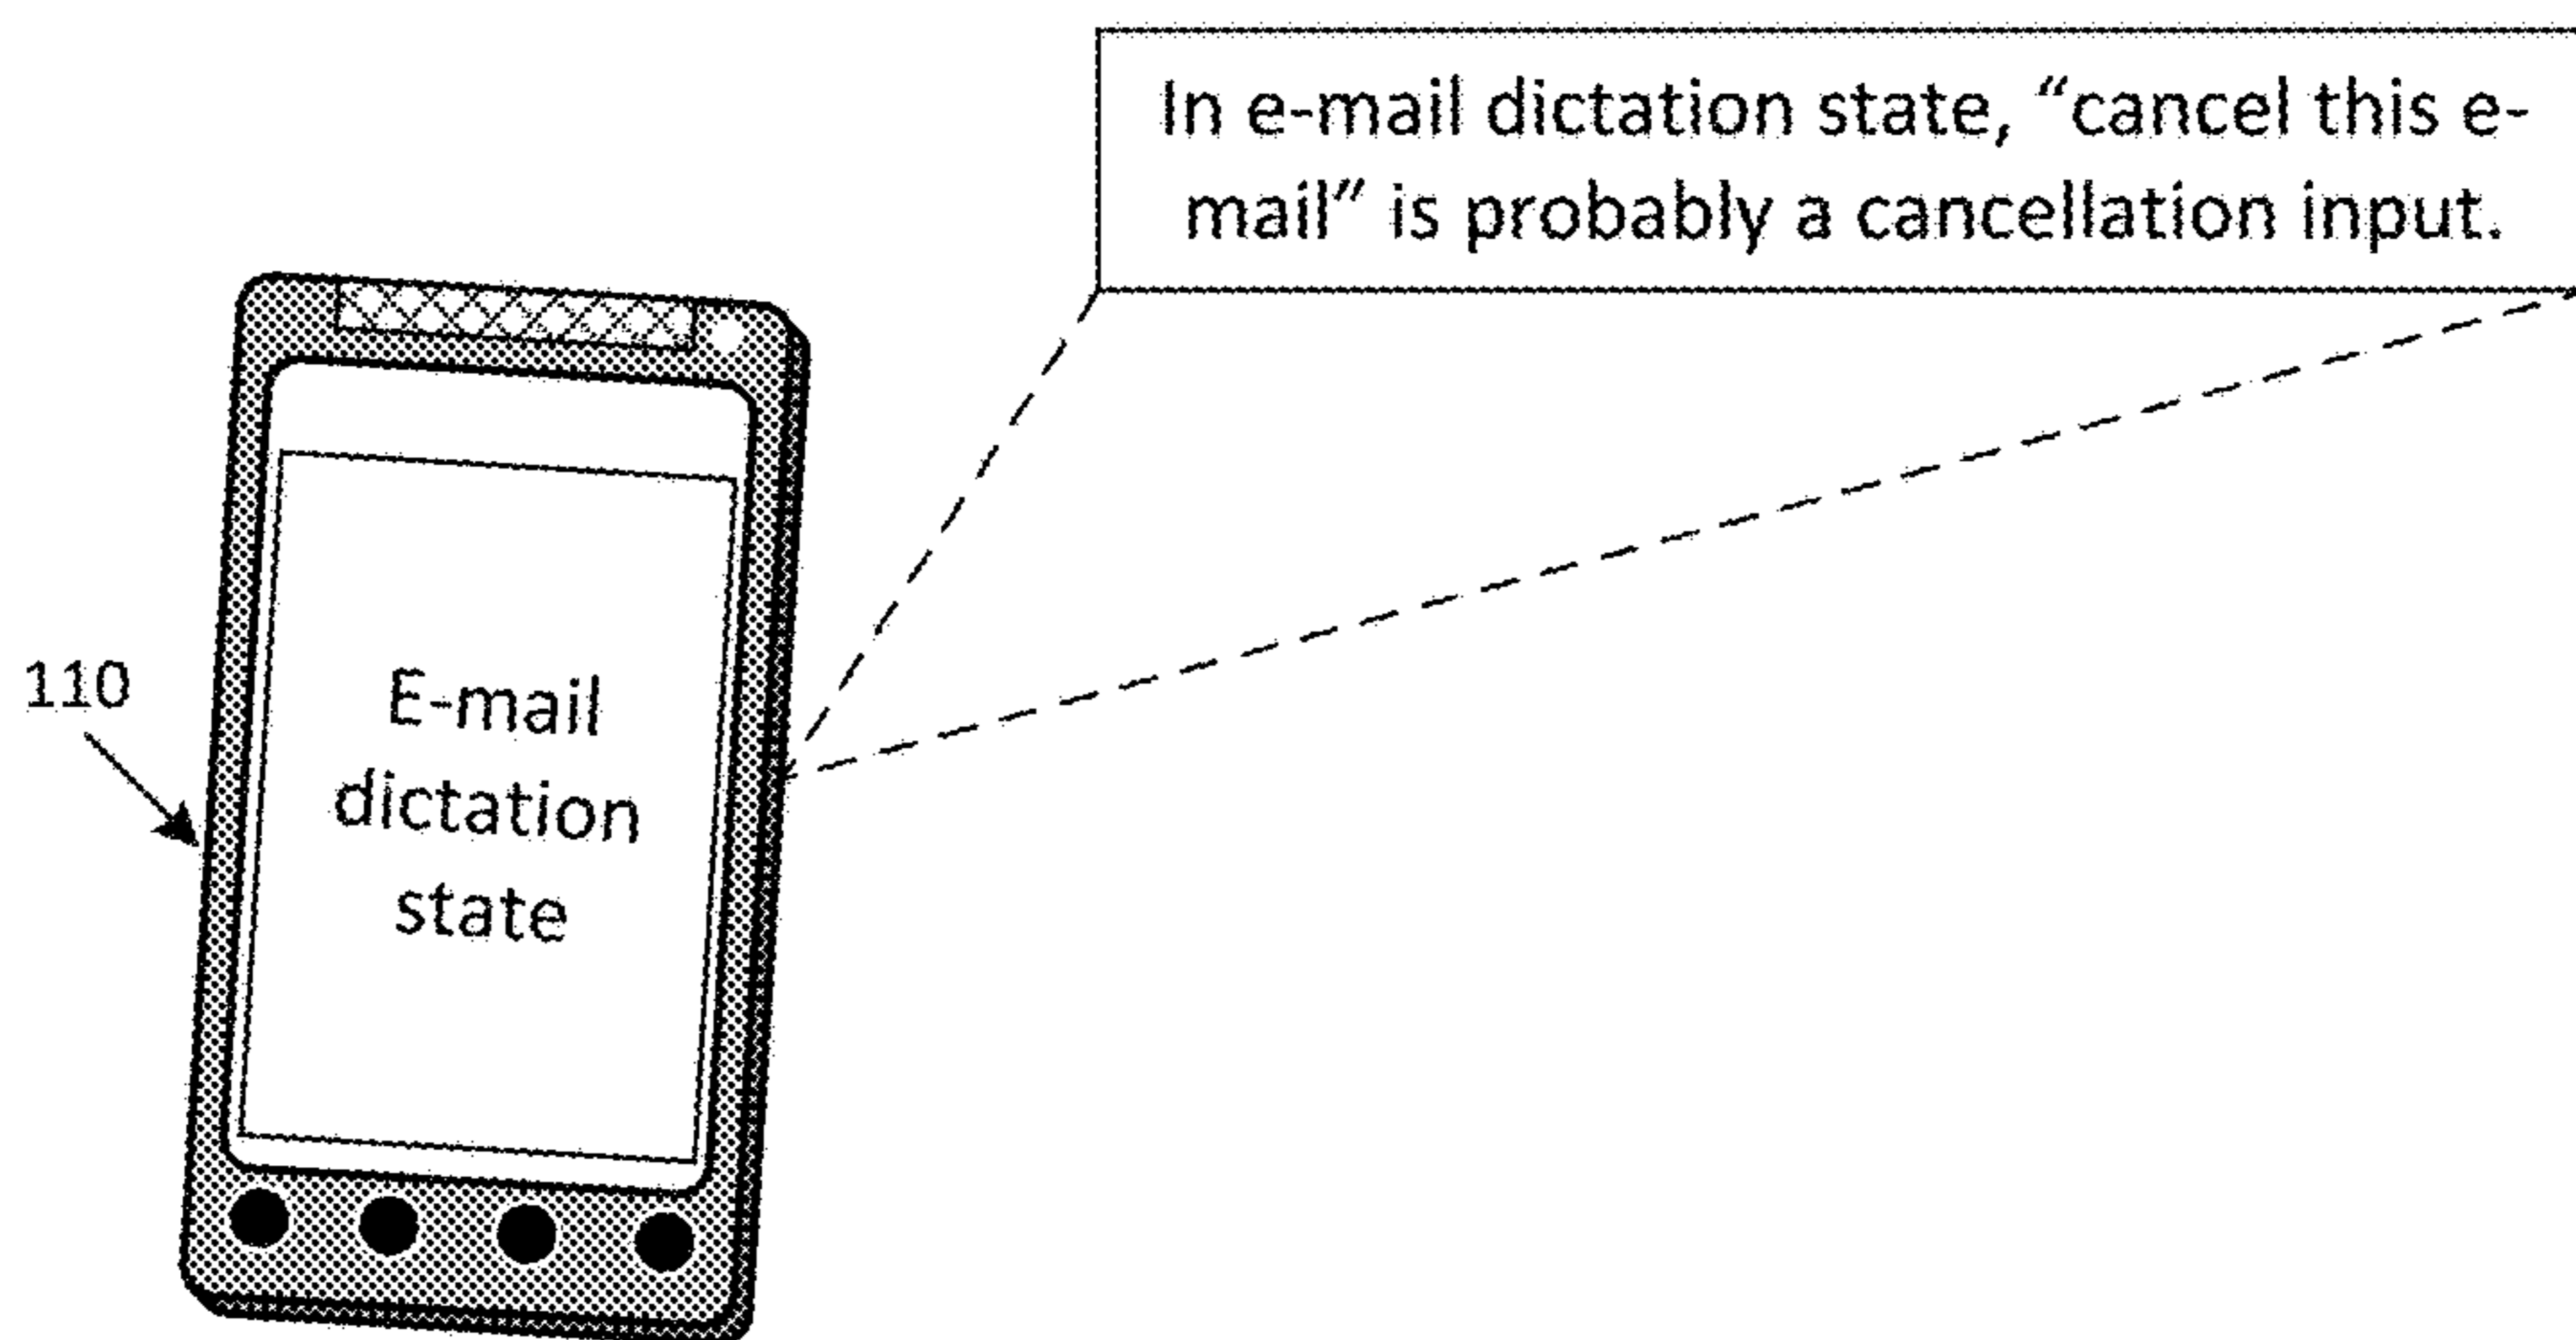 In e-mail dictation state, “cancel this e-
mail” is probably a cancellation input.
110
E-mail
dictation
state